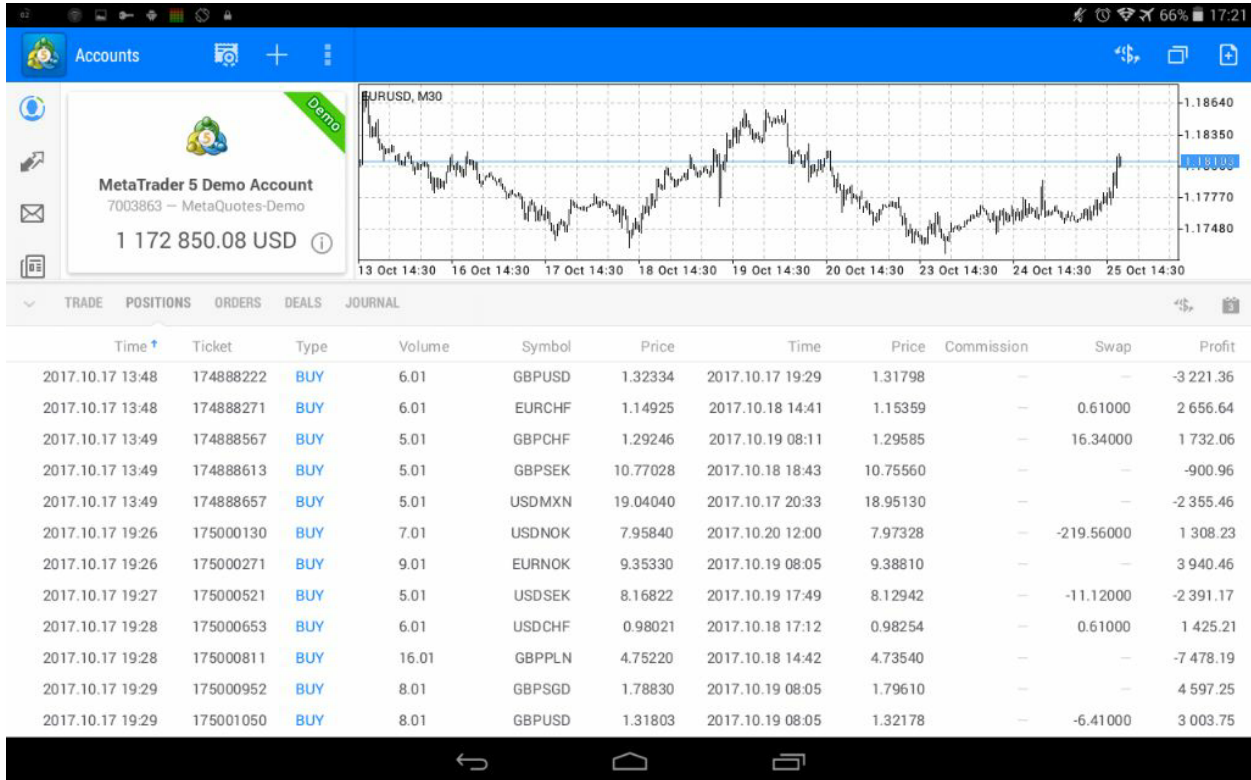 66% 17:21
Accounts
Demo
MetaTrader 5 Demo Account
7003863 — MetaQuotes-Demo
1 172 850.08 USD
EURUSD, M30
1.18640
1.18350
1.18103
1.17770
1.17480
13 Oct 14:30 16 Oct 14:30 17 Oct 14:30 18 Oct 14:30 19 Oct 14:30 20 Oct 14:30 23 Oct 14:30 24 Oct 14:30 25 Oct 14:30
TRADE POSITIONS ORDERS DEALS JOURNAL
Time Ticket Type Volume Symbol Price Time Price Commission Swap Profit
2017.10.17 13:48 174888222 BUY 6.01 GBPUSD 1.32334 2017.10.17 19:29 1.31798 — — -3 221.36
2017.10.17 13:48 174888271 BUY 6.01 EURCHF 1.14925 2017.10.18 14:41 1.15359 — 0.61000 2 656.64
2017.10.17 13:49 174888567 BUY 5.01 GBPCHF 1.29246 2017.10.19 08:11 1.29585 — 16.34000 1 732.06
2017.10.17 13:49 174888613 BUY 5.01 GBPSEK 10.77028 2017.10.18 18:43 10.75560 — — -900.96
2017.10.17 13:49 174888657 BUY 5.01 USDMXN 19.04040 2017.10.17 20:33 18.95130 — — -2 355.46
2017.10.17 19:26 175000130 BUY 7.01 USDNOK 7.95840 2017.10.20 12:00 7.97328 — -219.56000 1 308.23
2017.10.17 19:26 175000271 BUY 9.01 EURNOK 9.35330 2017.10.19 08:05 9.38810 — — 3 940.46
2017.10.17 19:27 175000521 BUY 5.01 USDSEK 8.16822 2017.10.19 17:49 8.12942 — -11.12000 -2 391.17
2017.10.17 19:28 175000653 BUY 6.01 USDCHF 0.98021 2017.10.18 17:12 0.98254 — 0.61000 1 425.21
2017.10.17 19:28 175000811 BUY 16.01 GBPPLN 4.75220 2017.10.18 14:42 4.73540 — — -7 478.19
2017.10.17 19:29 175000952 BUY 8.01 GBPSGD 1.78830 2017.10.19 08:05 1.79610 — — 4 597.25
2017.10.17 19:29 175001050 BUY 8.01 GBPUSD 1.31803 2017.10.19 08:05 1.32178 — -6.41000 3 003.75